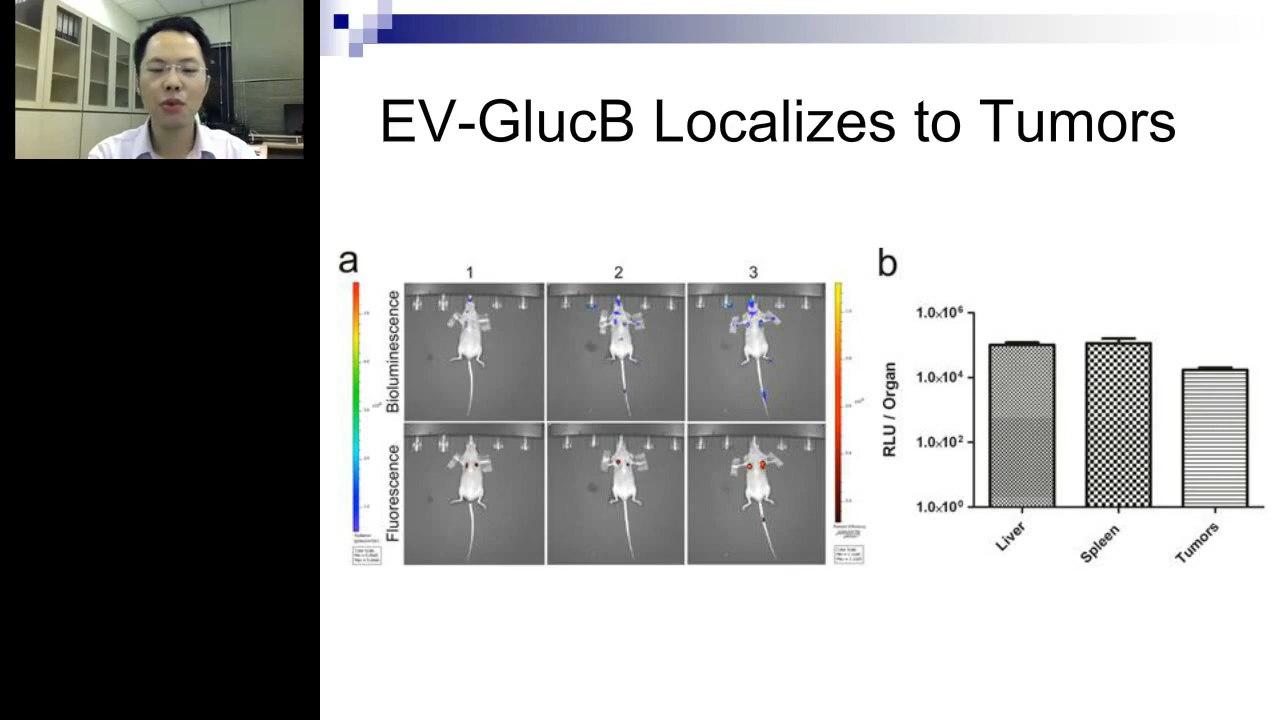 EV-GlucB Localizes to Tumors
a
1
2
3
Bioluminescence
Fluorescence
b
RLU / Organ
1.0×10⁶
1.0×10⁴
1.0×10²
1.0×10⁰
Liver
Spleen
Tumors